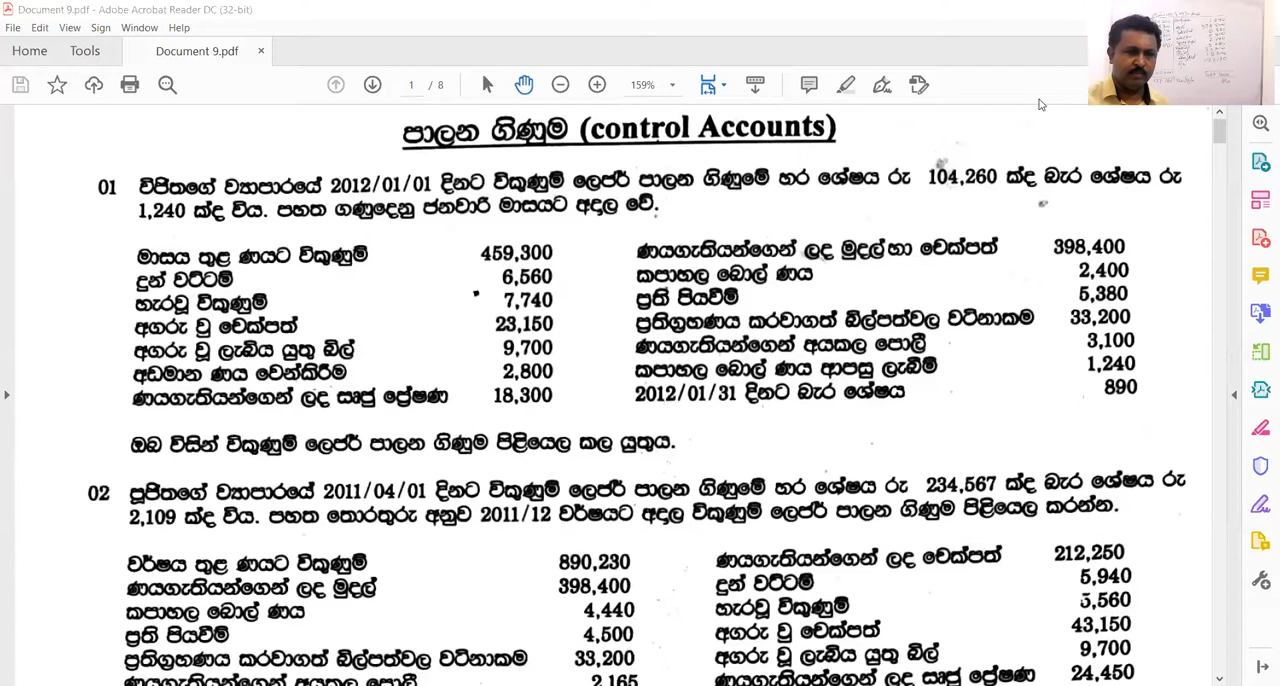 Document 9.pdf - Adobe Acrobat Reader DC (32-bit)
File Edit View Sign Window Help
Home Tools Document 9.pdf ×
1 / 8 159%
පාලන ගිණුම (control Accounts)
01 විජිතගේ ව්‍යාපාරයේ 2012/01/01 දිනට විකුණුම් ලෙජර් පාලන ගිණුමේ හර ශේෂය රු 104,260 ක්ද බැර ශේෂය රු
1,240 ක්ද විය. පහත ගණුදෙනු ජනවාරි මාසයට අදාල වේ.
මාසය තුළ ණයට විකුණුම් 459,300 ණයගැතියන්ගෙන් ලද මුදල් හා චෙක්පත් 398,400
දුන් වට්ටම් 6,560 කපාහල බොල් ණය 2,400
හැරවූ විකුණුම් 7,740 ප්‍රති පියවීම් 5,380
අගරු වු චෙක්පත් 23,150 ප්‍රතිග්‍රහණය කරවාගත් බිල්පත්වල වටිනාකම 33,200
අගරු වූ ලැබිය යුතු බිල් 9,700 ණයගැතියන්ගෙන් අයකල පොලී 3,100
අඩමාන ණය වෙන්කිරීම 2,800 කපාහල බොල් ණය ආපසු ලැබීම් 1,240
ණයගැතියන්ගෙන් ලද සෘජු ප්‍රේෂණ 18,300 2012/01/31 දිනට බැර ශේෂය 890
ඔබ විසින් විකුණුම් ලෙජර් පාලන ගිණුම පිළියෙල කල යුතුය.
02 පූජිතගේ ව්‍යාපාරයේ 2011/04/01 දිනට විකුණුම් ලෙජර් පාලන ගිණුමේ හර ශේෂය රු 234,567 ක්ද බැර ශේෂය රු
2,109 ක්ද විය. පහත තොරතුරු අනුව 2011/12 වර්ෂයට අදාල විකුණුම් ලෙජර් පාලන ගිණුම පිළියෙල කරන්න.
වර්ෂය තුළ ණයට විකුණුම් 890,230 ණයගැතියන්ගෙන් ලද චෙක්පත් 212,250
ණයගැතියන්ගෙන් ලද මුදල් 398,400 දුන් වට්ටම් 5,940
කපාහල බොල් ණය 4,440 හැරවූ විකුණුම් 3,560
ප්‍රති පියවීම් 4,500 අගරු වු චෙක්පත් 43,150
ප්‍රතිග්‍රහණය කරවාගත් බිල්පත්වල වටිනාකම 33,200 අගරු වූ ලැබිය යුතු බිල් 9,700
ණයගැතියන්ගෙන් අයකල පොලී 2,165 ණයගැතියන්ගෙන් ලද සෘජු ප්‍රේෂණ 24,450